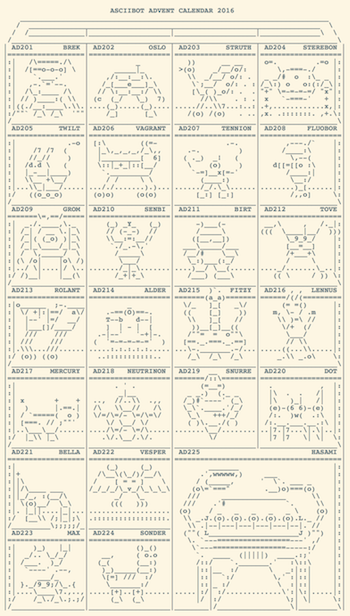 ASCIIBOT ADVENT CALENDAR 2016
AD201 BREK AD202 OSLO AD203 STRUTH AD204 STEREBON
AD205 TWILT AD206 VAGRANT AD207 TENNION AD208 FLUOBOR
AD209 GROM AD210 SENBI AD211 BIRT AD212 TOVE
AD213 ROLANT AD214 ALDER AD215 FITZY AD216 LENNUS
AD217 MERCURY AD218 NEUTRINON AD219 SNURRE AD220 DOT
AD221 BELLA AD222 VESPER AD225 HASAMI
AD223 MAX AD224 SONDER